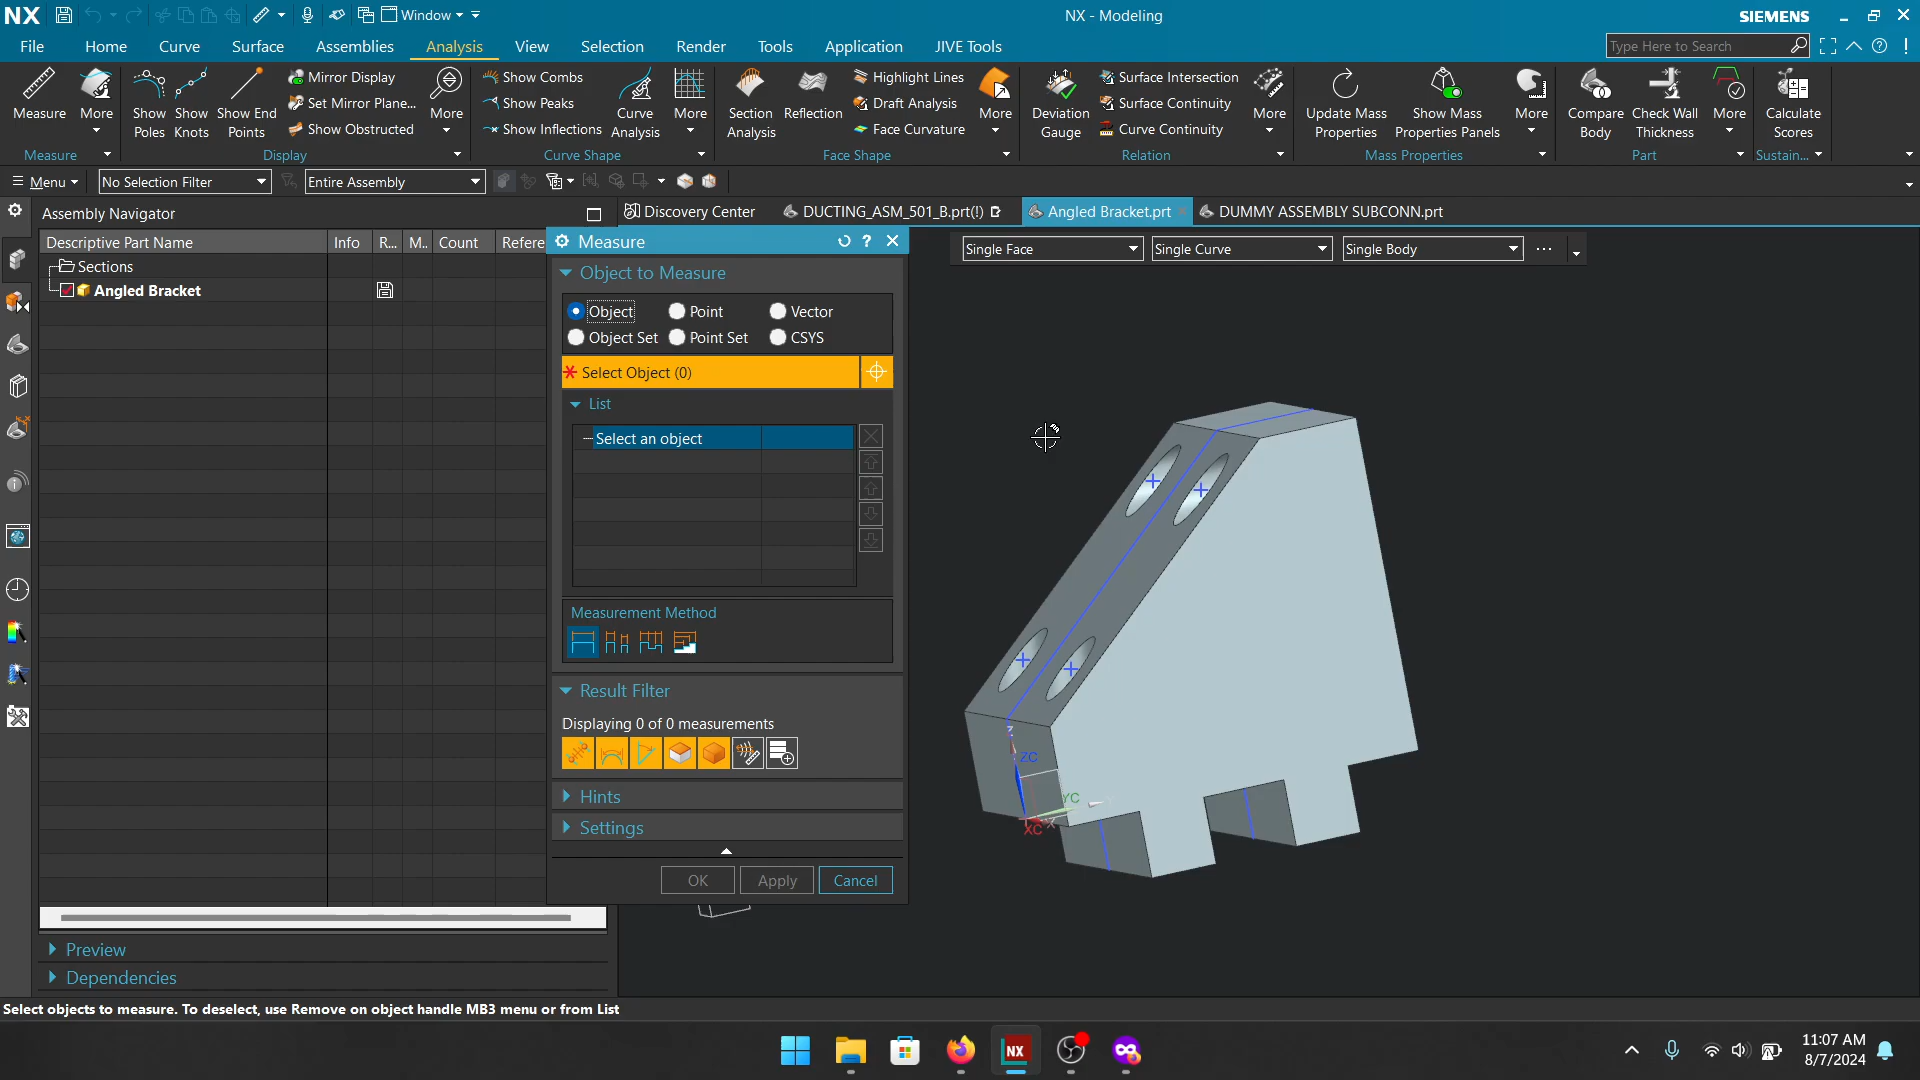 NX
Window
NX - Modeling
SIEMENS
File
Home
Curve
Surface
Assemblies
Analysis
View
Selection
Render
Tools
Application
JIVE Tools
Type Here to Search
Measure
More
Measure
Show Poles
Show Knots
Show End Points
Mirror Display
Set Mirror Plane...
Show Obstructed
More
Display
Show Combs
Show Peaks
Show Inflections
Curve Analysis
More
Curve Shape
Section Analysis
Reflection
Highlight Lines
Draft Analysis
Face Curvature
More
Face Shape
Deviation Gauge
Surface Intersection
Surface Continuity
Curve Continuity
More
Relation
Update Mass Properties
Show Mass Properties Panels
More
Mass Properties
Compare Body
Check Wall Thickness
More
Part
Calculate Scores
Sustain...
Menu
No Selection Filter
Entire Assembly
Assembly Navigator
Discovery Center
DUCTING_ASM_501_B.prt(!)
Angled Bracket.prt
DUMMY ASSEMBLY SUBCONN.prt
Descriptive Part Name
Info
R...
M..
Count
Refere
Sections
Angled Bracket
Measure
Single Face
Single Curve
Single Body
Object to Measure
Object
Point
Vector
Object Set
Point Set
CSYS
* Select Object (0)
List
Select an object
Measurement Method
Result Filter
Displaying 0 of 0 measurements
Hints
Settings
OK
Apply
Cancel
Z
ZC
YC
XC
X
Preview
Dependencies
Select objects to measure. To deselect, use Remove on object handle MB3 menu or from List
NX
11:07 AM
8/7/2024